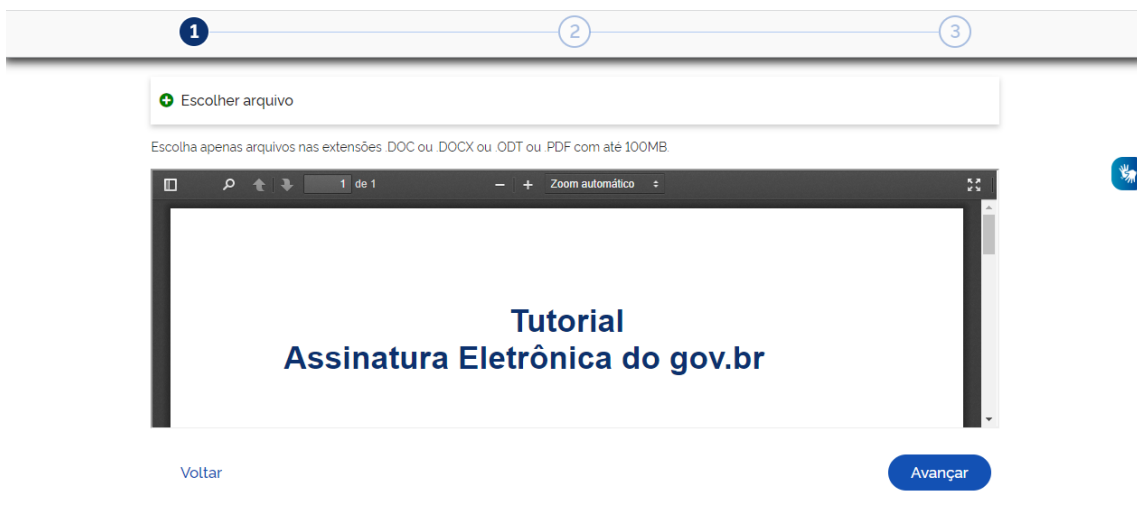 1 2 3
Escolher arquivo
Escolha apenas arquivos nas extensões .DOC ou .DOCX ou .ODT ou .PDF com até 100MB.
1 de 1 Zoom automático
Tutorial
Assinatura Eletrônica do gov.br
Voltar Avançar